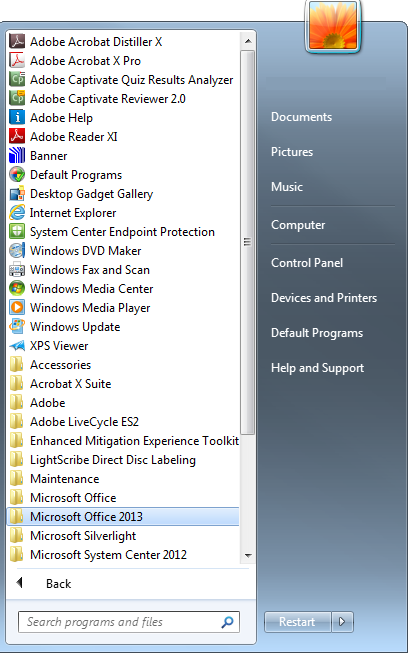 Adobe Acrobat Distiller X
Adobe Acrobat X Pro
Adobe Captivate Quiz Results Analyzer
Adobe Captivate Reviewer 2.0
Adobe Help
Adobe Reader XI
Banner
Default Programs
Desktop Gadget Gallery
Internet Explorer
System Center Endpoint Protection
Windows DVD Maker
Windows Fax and Scan
Windows Media Center
Windows Media Player
Windows Update
XPS Viewer
Accessories
Acrobat X Suite
Adobe
Adobe LiveCycle ES2
Enhanced Mitigation Experience Toolkit
LightScribe Direct Disc Labeling
Maintenance
Microsoft Office
Microsoft Office 2013
Microsoft Silverlight
Microsoft System Center 2012
Back
Search programs and files
Documents
Pictures
Music
Computer
Control Panel
Devices and Printers
Default Programs
Help and Support
Restart